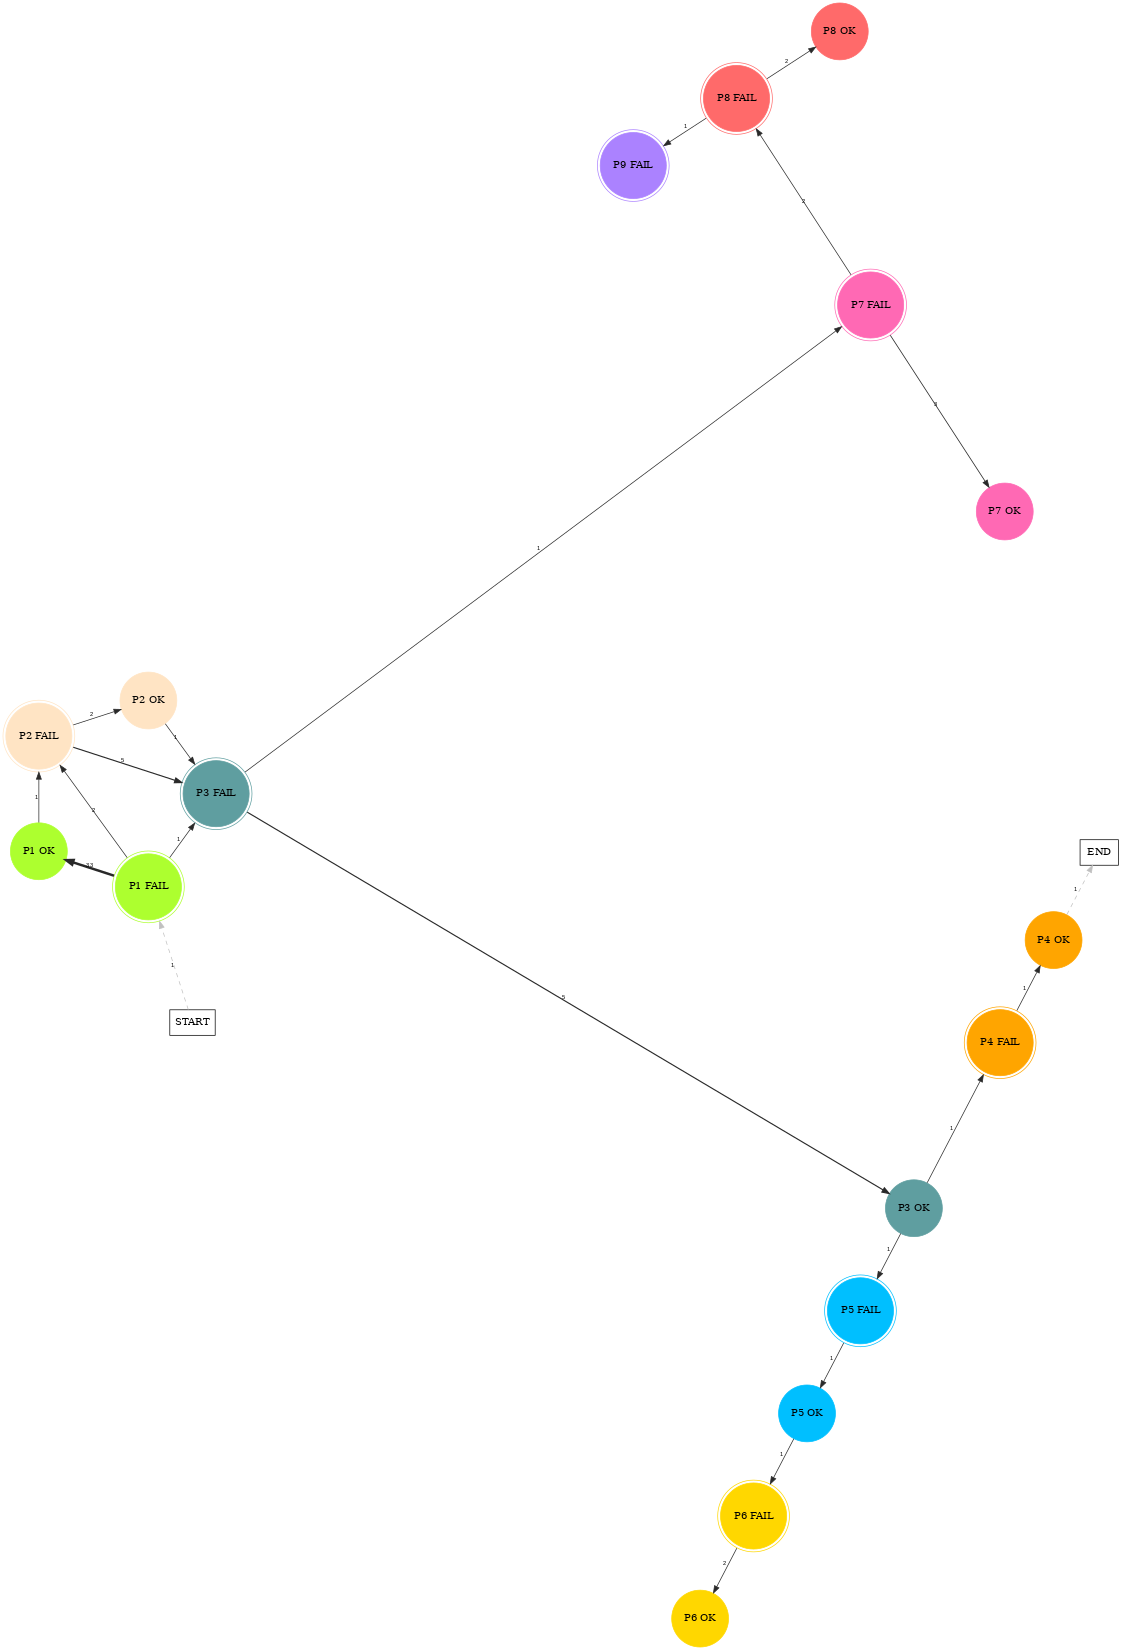 P8 OK
2
P8 FAIL
1
P9 FAIL
2
P7 FAIL
P7 OK
1
P2 OK
2
P2 FAIL
1
5
P3 FAIL
1
2
1
P1 OK
33
P1 FAIL
1
START
5
END
1
P4 OK
1
P4 FAIL
1
P3 OK
1
P5 FAIL
1
P5 OK
1
P6 FAIL
2
P6 OK